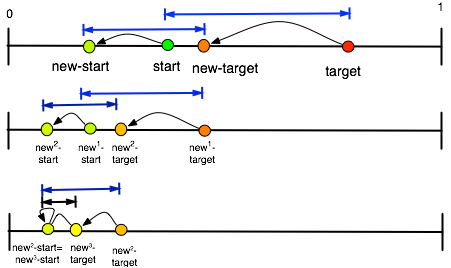 0 1
new-start start new-target target
new²- new¹- new²- new¹-
start start target target
new²-start= new³- new²-
new³-start target target